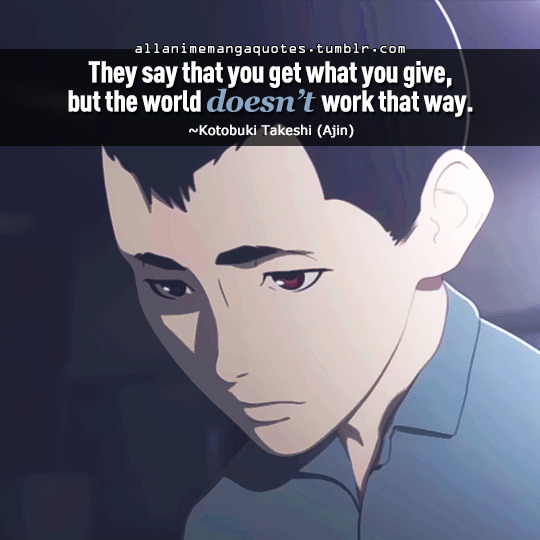 allanimemangaquotes.tumblr.com
They say that you get what you give,
but the world doesn't work that way.
~Kotobuki Takeshi (Ajin)